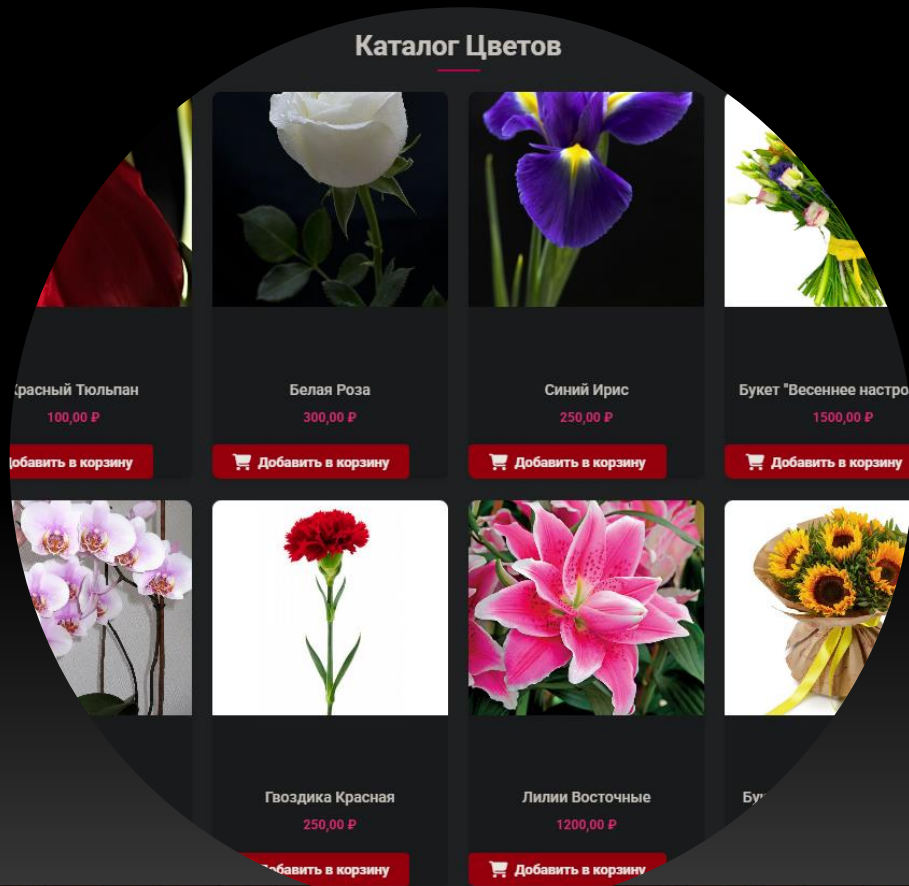 Каталог Цветов
Красный Тюльпан
Белая Роза
Синий Ирис
Букет "Весеннее настро
100,00 ₽
300,00 ₽
250,00 ₽
1500,00 ₽
Добавить в корзину
Добавить в корзину
Добавить в корзину
Добавить в корзину
Гвоздика Красная
Лилии Восточные
250,00 ₽
1200,00 ₽
Добавить в корзину
Добавить в корзину